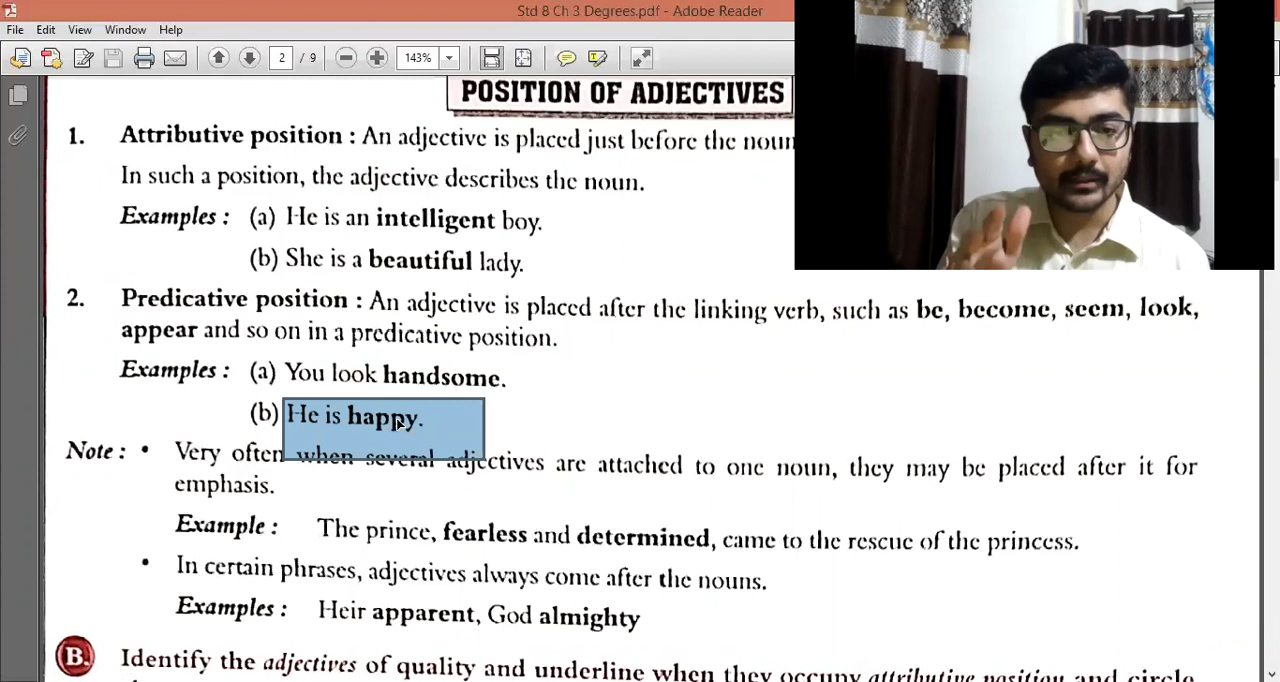 Std 8 Ch 3 Degrees.pdf - Adobe Reader
File Edit View Window Help
2 / 9 143%
POSITION OF ADJECTIVES
1. Attributive position : An adjective is placed just before the noun
In such a position, the adjective describes the noun.
Examples : (a) He is an intelligent boy.
(b) She is a beautiful lady.
2. Predicative position : An adjective is placed after the linking verb, such as be, become, seem, look,
appear and so on in a predicative position.
Examples : (a) You look handsome.
(b) He is happy.
Note : • Very often when several adjectives are attached to one noun, they may be placed after it for
emphasis.
Example : The prince, fearless and determined, came to the rescue of the princess.
• In certain phrases, adjectives always come after the nouns.
Examples : Heir apparent, God almighty
B. Identify the adjectives of quality and underline when they occupy attributive position and circle